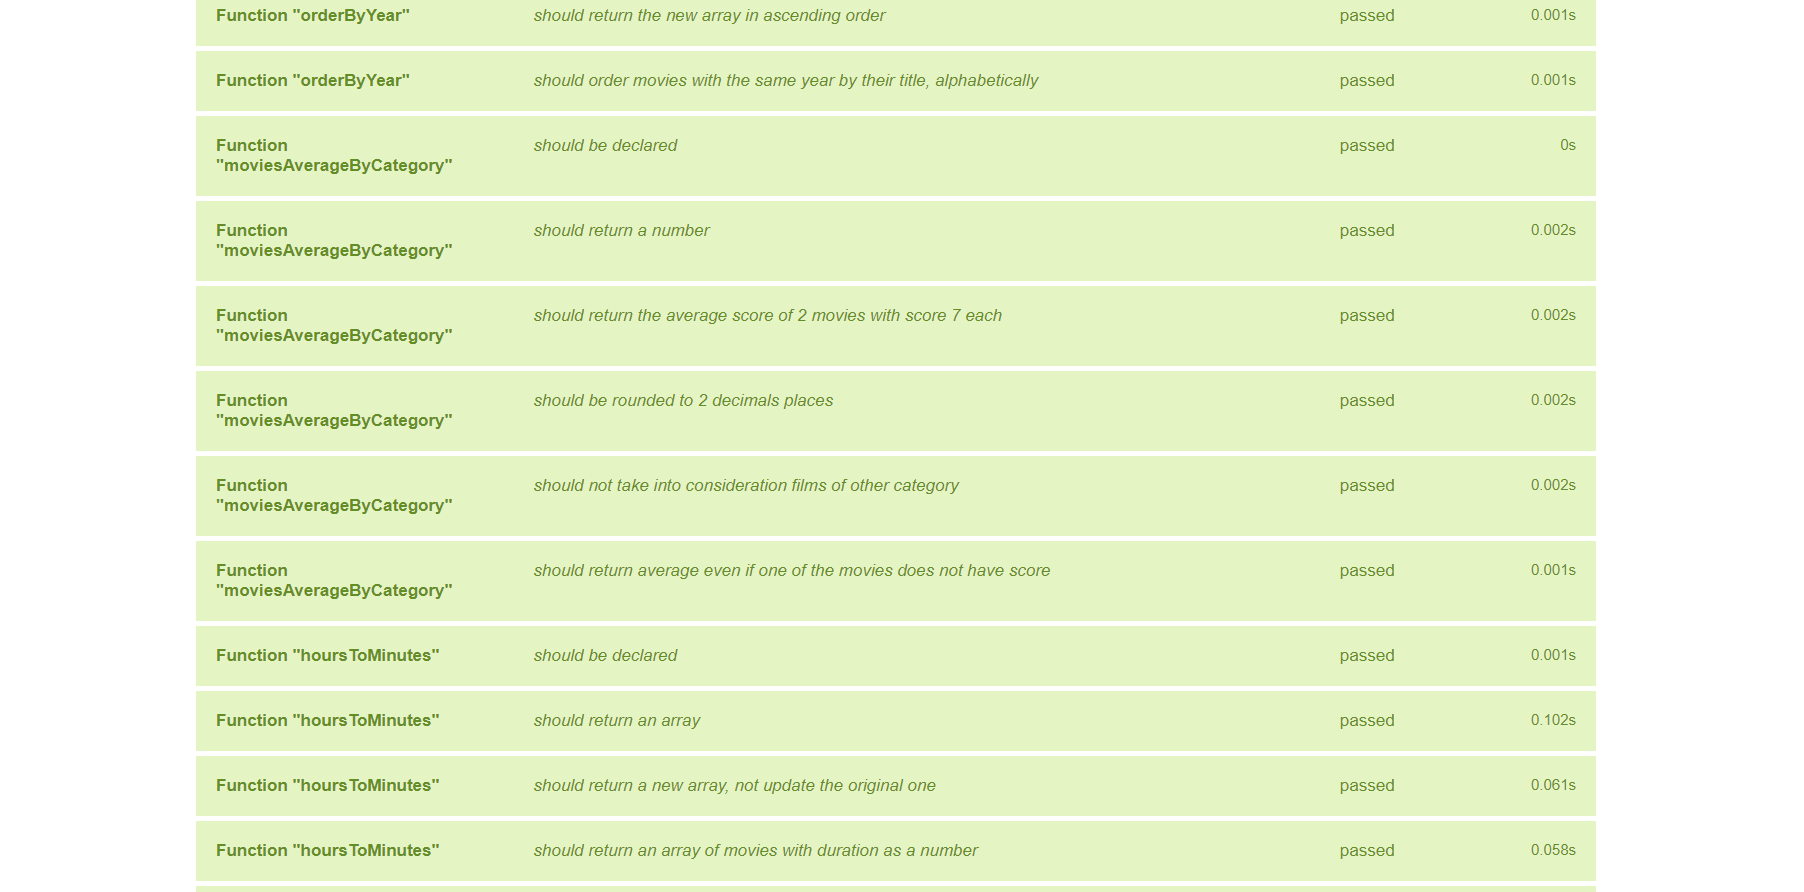 Function "orderByYear" should return the new array in ascending order passed 0.001s
Function "orderByYear" should order movies with the same year by their title, alphabetically passed 0.001s
Function should be declared passed 0s
"moviesAverageByCategory"
Function should return a number passed 0.002s
"moviesAverageByCategory"
Function should return the average score of 2 movies with score 7 each passed 0.002s
"moviesAverageByCategory"
Function should be rounded to 2 decimals places passed 0.002s
"moviesAverageByCategory"
Function should not take into consideration films of other category passed 0.002s
"moviesAverageByCategory"
Function should return average even if one of the movies does not have score passed 0.001s
"moviesAverageByCategory"
Function "hoursToMinutes" should be declared passed 0.001s
Function "hoursToMinutes" should return an array passed 0.102s
Function "hoursToMinutes" should return a new array, not update the original one passed 0.061s
Function "hoursToMinutes" should return an array of movies with duration as a number passed 0.058s